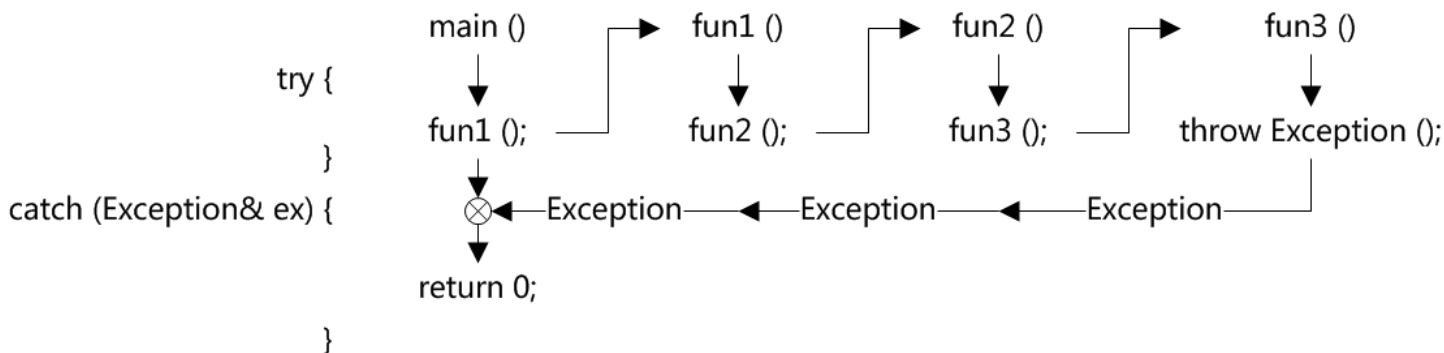 main () fun1 () fun2 () fun3 ()
try {
fun1 (); fun2 (); fun3 (); throw Exception ();
}
catch (Exception& ex) { Exception Exception Exception
return 0;
}